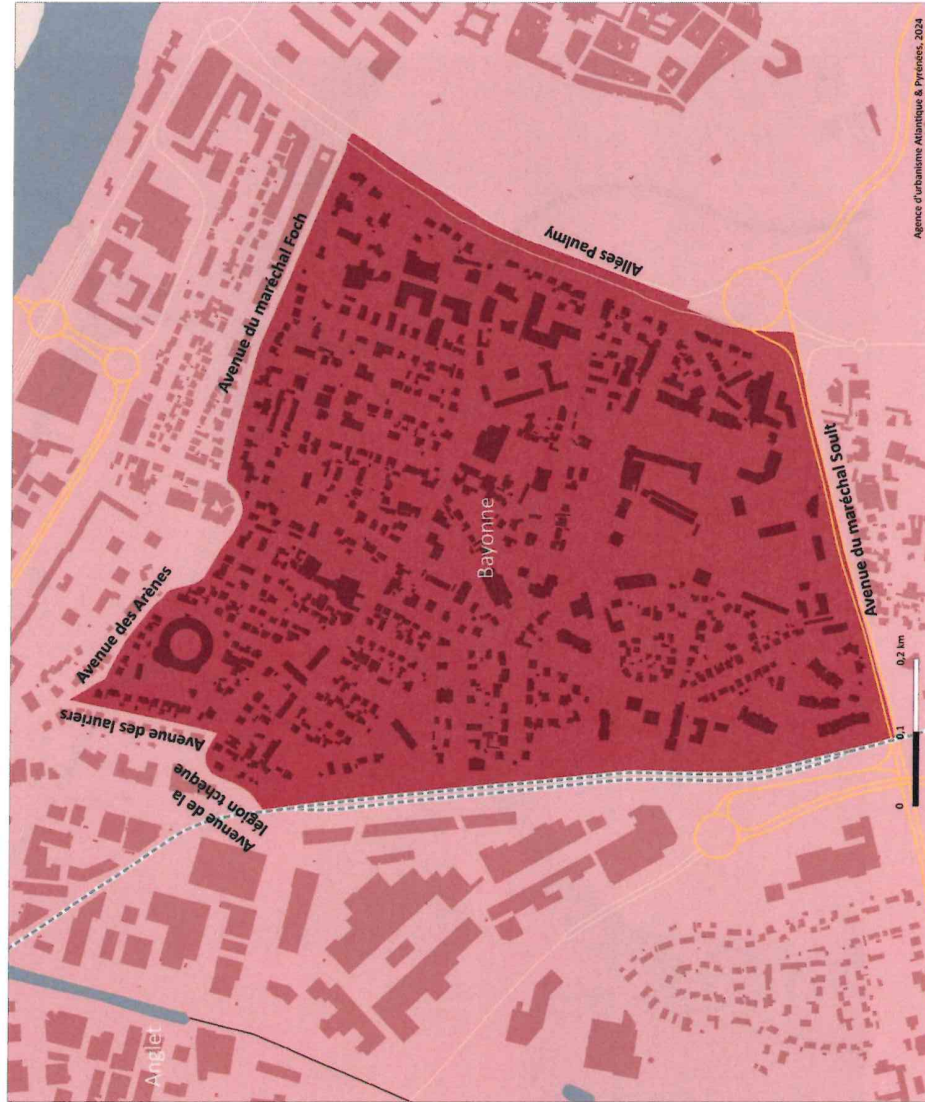 Avenue du maréchal Foch
Allées Paulmy
Avenue des Arènes
Avenue des lauriers
Avenue de la
légion tchèque
Bayonne
Anglet
Avenue du maréchal Soult
0
0,1
0,2 km
Agence d'urbanisme Atlantique & Pyrénées, 2024